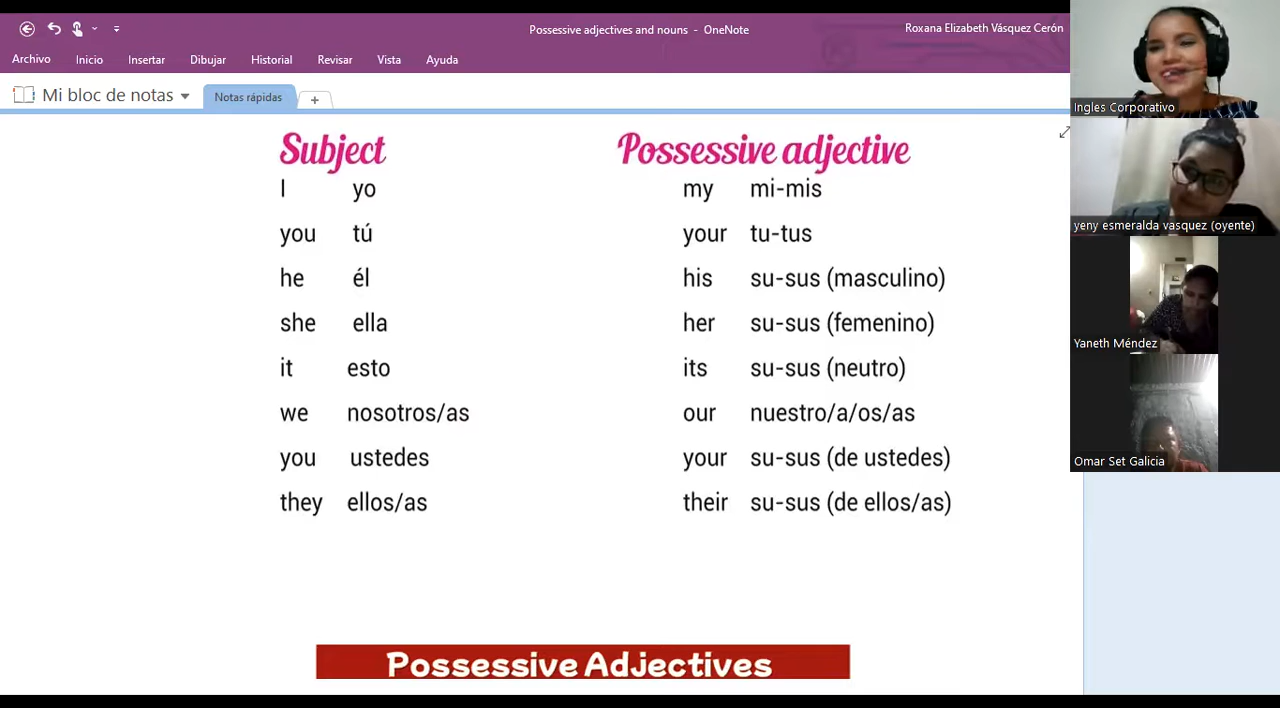 Possessive adjectives and nouns - OneNote
Roxana Elizabeth Vásquez Cerón
Archivo Inicio Insertar Dibujar Historial Revisar Vista Ayuda
Mi bloc de notas Notas rápidas +
Subject Possessive adjective
I yo my mi-mis
you tú your tu-tus
he él his su-sus (masculino)
she ella her su-sus (femenino)
it esto its su-sus (neutro)
we nosotros/as our nuestro/a/os/as
you ustedes your su-sus (de ustedes)
they ellos/as their su-sus (de ellos/as)
Possessive Adjectives
Ingles Corporativo
yeny esmeralda vasquez (oyente)
Yaneth Méndez
Omar Set Galicia